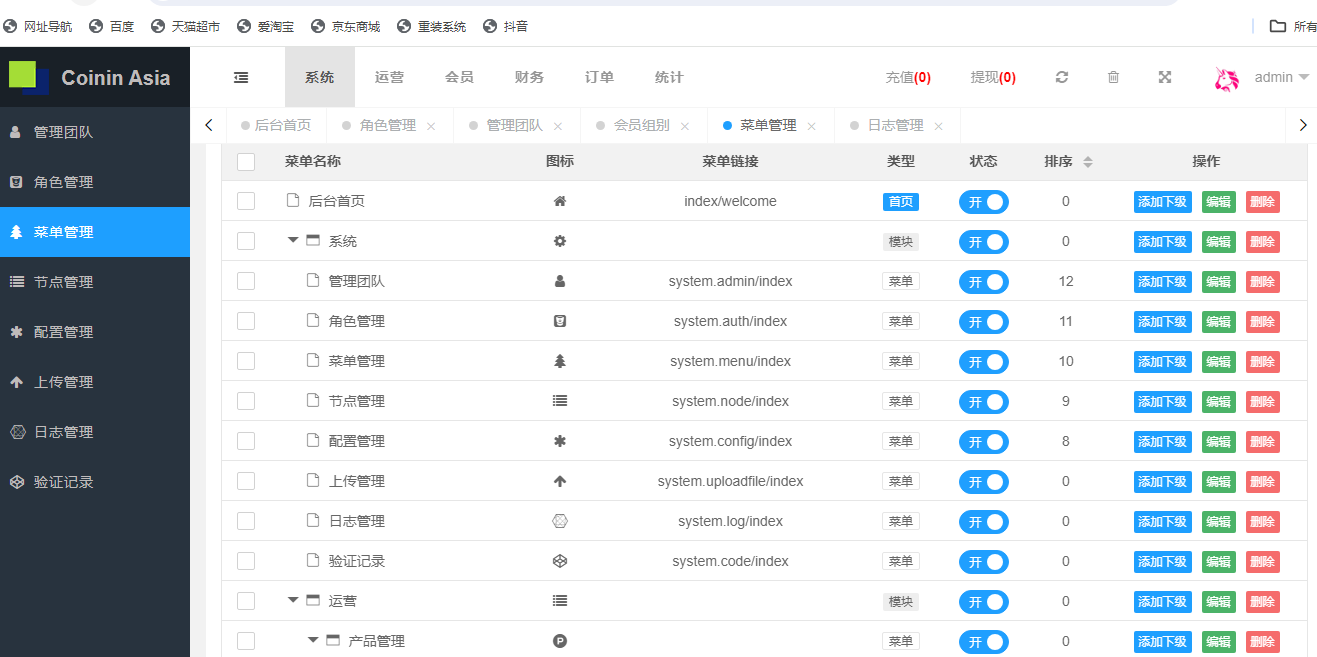 网址导航 百度 天猫超市 爱淘宝 京东商城 重装系统 抖音 所有
Coinin Asia 系统 运营 会员 财务 订单 统计 充值(0) 提现(0) admin
后台首页 角色管理 管理团队 会员组别 菜单管理 日志管理
管理团队
角色管理
菜单管理
节点管理
配置管理
上传管理
日志管理
验证记录
菜单名称 图标 菜单链接 类型 状态 排序 操作
后台首页 index/welcome 首页 开 0 添加下级 编辑 删除
系统 模块 开 0 添加下级 编辑 删除
管理团队 system.admin/index 菜单 开 12 添加下级 编辑 删除
角色管理 system.auth/index 菜单 开 11 添加下级 编辑 删除
菜单管理 system.menu/index 菜单 开 10 添加下级 编辑 删除
节点管理 system.node/index 菜单 开 9 添加下级 编辑 删除
配置管理 system.config/index 菜单 开 8 添加下级 编辑 删除
上传管理 system.uploadfile/index 菜单 开 0 添加下级 编辑 删除
日志管理 system.log/index 菜单 开 0 添加下级 编辑 删除
验证记录 system.code/index 菜单 开 0 添加下级 编辑 删除
运营 模块 开 0 添加下级 编辑 删除
产品管理 P 菜单 开 0 添加下级 编辑 删除